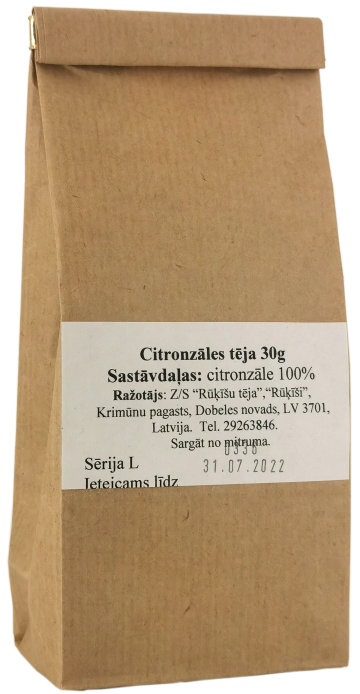 Citronzāles tēja 30g
Sastāvdaļas: citronzāle 100%
Ražotājs: Z/S “Rūķīšu tēja”,“Rūķīši”,
Krimūnu pagasts, Dobeles novads, LV 3701,
Latvija. Tel. 29263846.
Sargāt no mitruma.
0338
Sērija L
31.07.2022
Ieteicams līdz